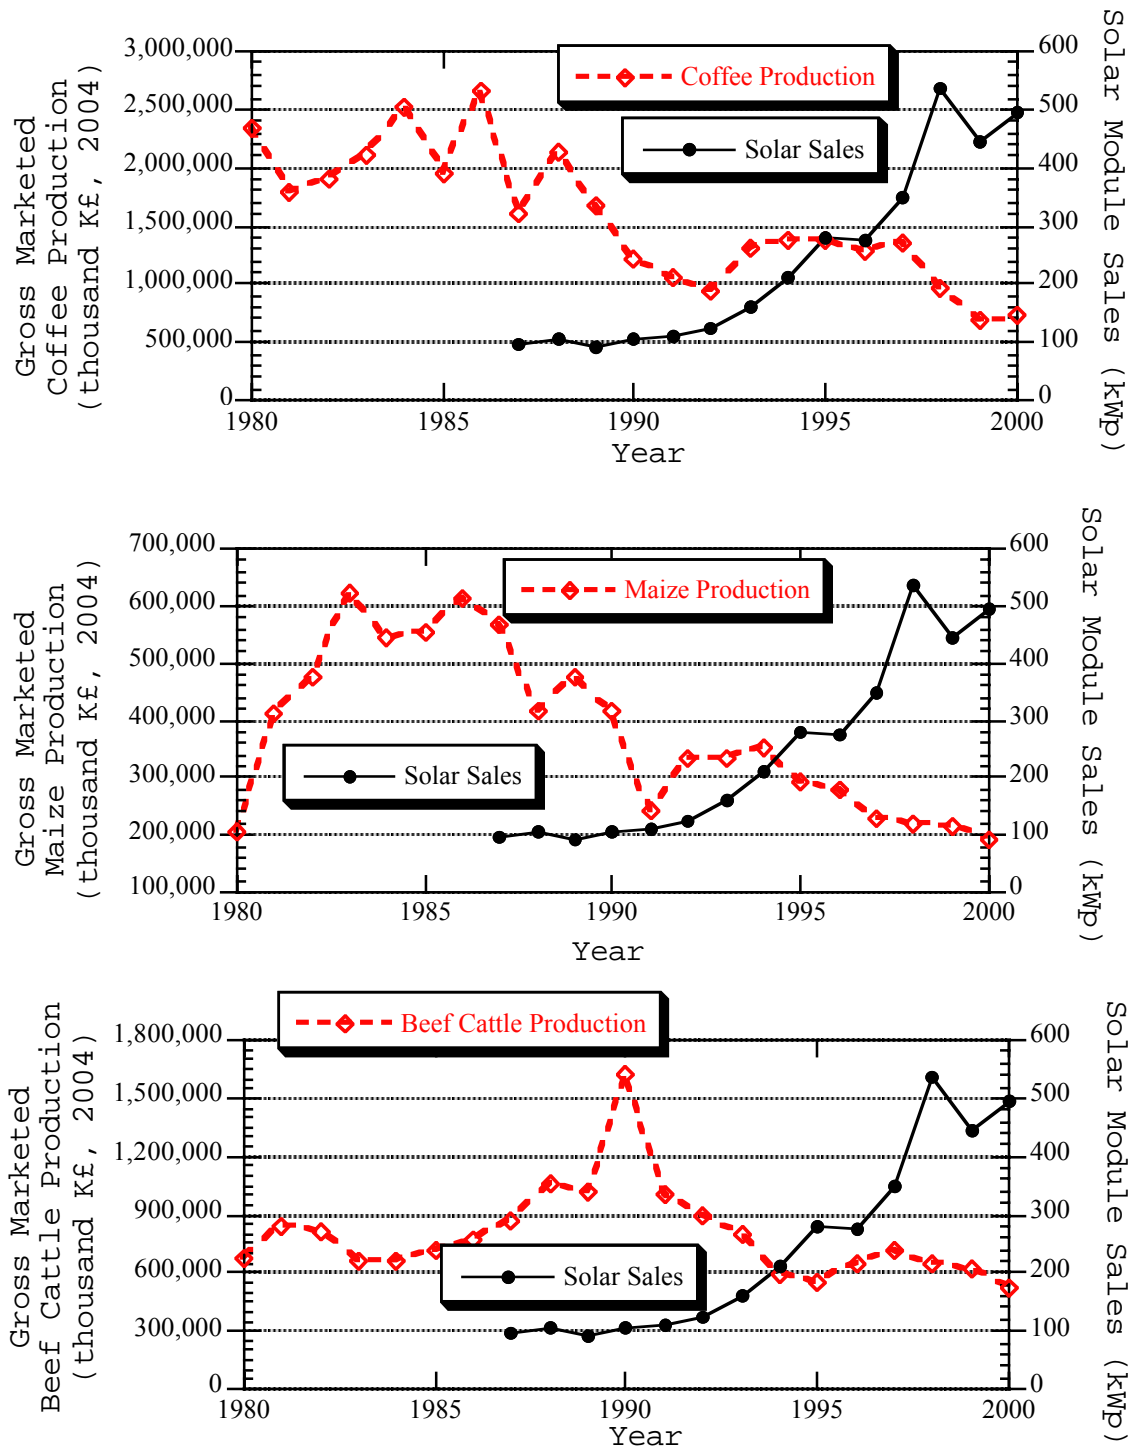 Coffee Production
Solar Sales
3,000,000
2,500,000
2,000,000
1,500,000
1,000,000
500,000
0
600
500
400
300
200
100
0
1980
1985
1990
1995
2000
Year
Gross Marketed
Coffee Production
(thousand K£, 2004)
Solar Module Sales (kWp)
Maize Production
Solar Sales
700,000
600,000
500,000
400,000
300,000
200,000
100,000
600
500
400
300
200
100
0
1980
1985
1990
1995
2000
Year
Gross Marketed
Maize Production
(thousand K£, 2004)
Solar Module Sales (kWp)
Beef Cattle Production
Solar Sales
1,800,000
1,500,000
1,200,000
900,000
600,000
300,000
0
600
500
400
300
200
100
0
1980
1985
1990
1995
2000
Year
Gross Marketed
Beef Cattle Production
(thousand K£, 2004)
Solar Module Sales (kWp)